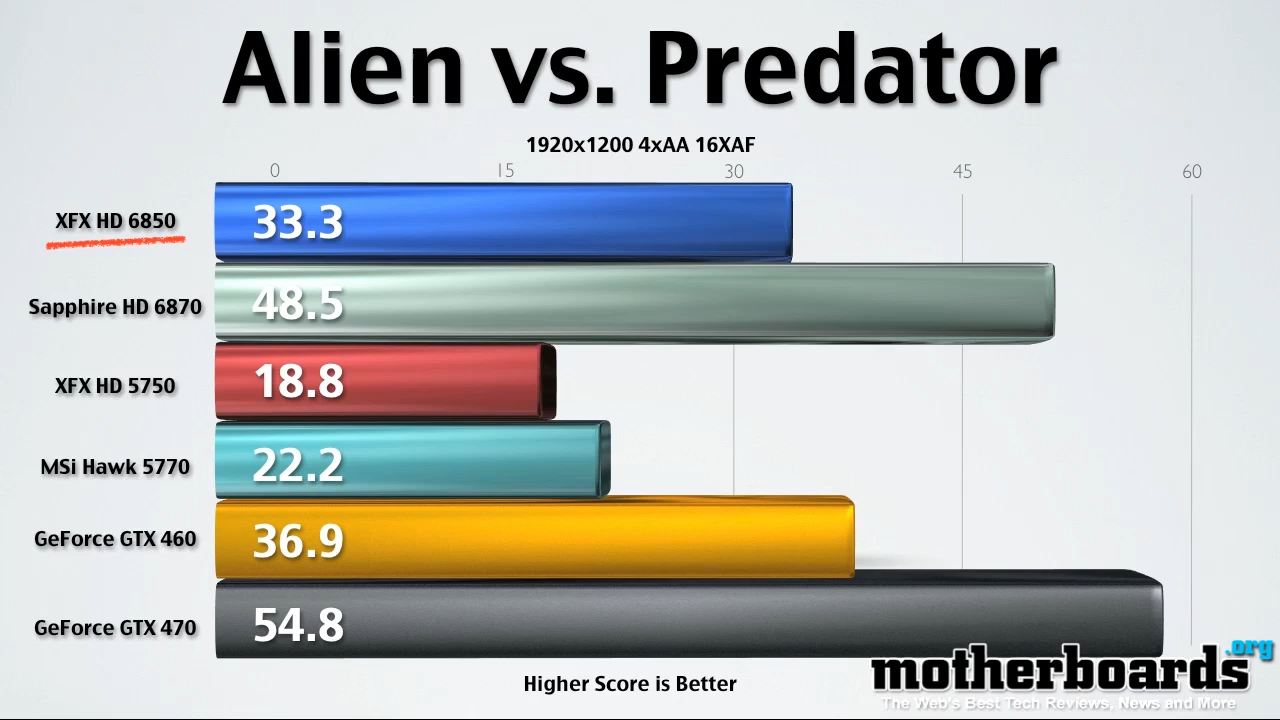 Alien vs. Predator
1920x1200 4xAA 16XAF
0 15 30 45 60
XFX HD 6850 33.3
Sapphire HD 6870 48.5
XFX HD 5750 18.8
MSi Hawk 5770 22.2
GeForce GTX 460 36.9
GeForce GTX 470 54.8
Higher Score is Better
motherboards.org
The Web's Best Tech Reviews, News and More